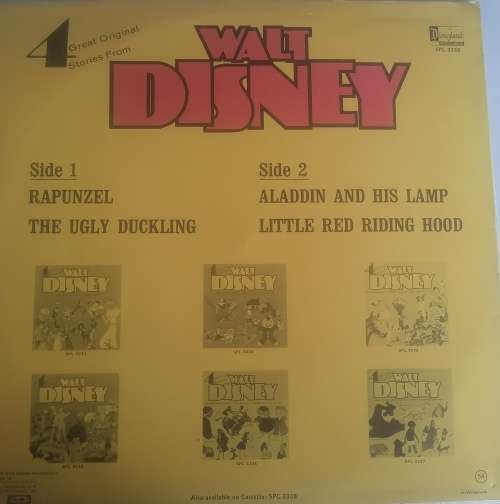 4 Great Original
Stories From
WALT
DISNEY
Disneyland
SPL 3338
Side 1
RAPUNZEL
THE UGLY DUCKLING
Side 2
ALADDIN AND HIS LAMP
LITTLE RED RIDING HOOD
WALT
DISNEY
WALT
DISNEY
WALT
DISNEY
WALT
DISNEY
WALT
DISNEY
WALT
DISNEY
Also available on Cassette: SPC 3338